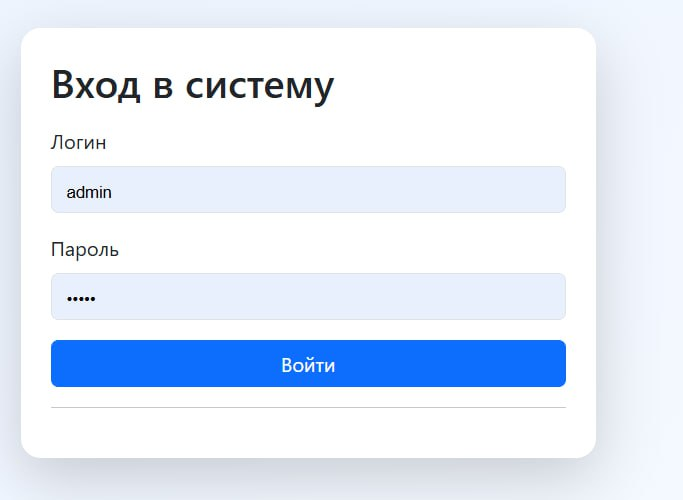 Вход в систему
Логин
admin
Пароль
•••••
Войти